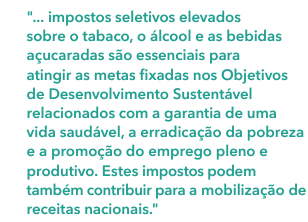 "... impostos seletivos elevados
sobre o tabaco, o álcool e as bebidas
açucaradas são essenciais para
atingir as metas fixadas nos Objetivos
de Desenvolvimento Sustentável
relacionados com a garantia de uma
vida saudável, a erradicação da pobreza
e a promoção do emprego pleno e
produtivo. Estes impostos podem
também contribuir para a mobilização de
receitas nacionais."